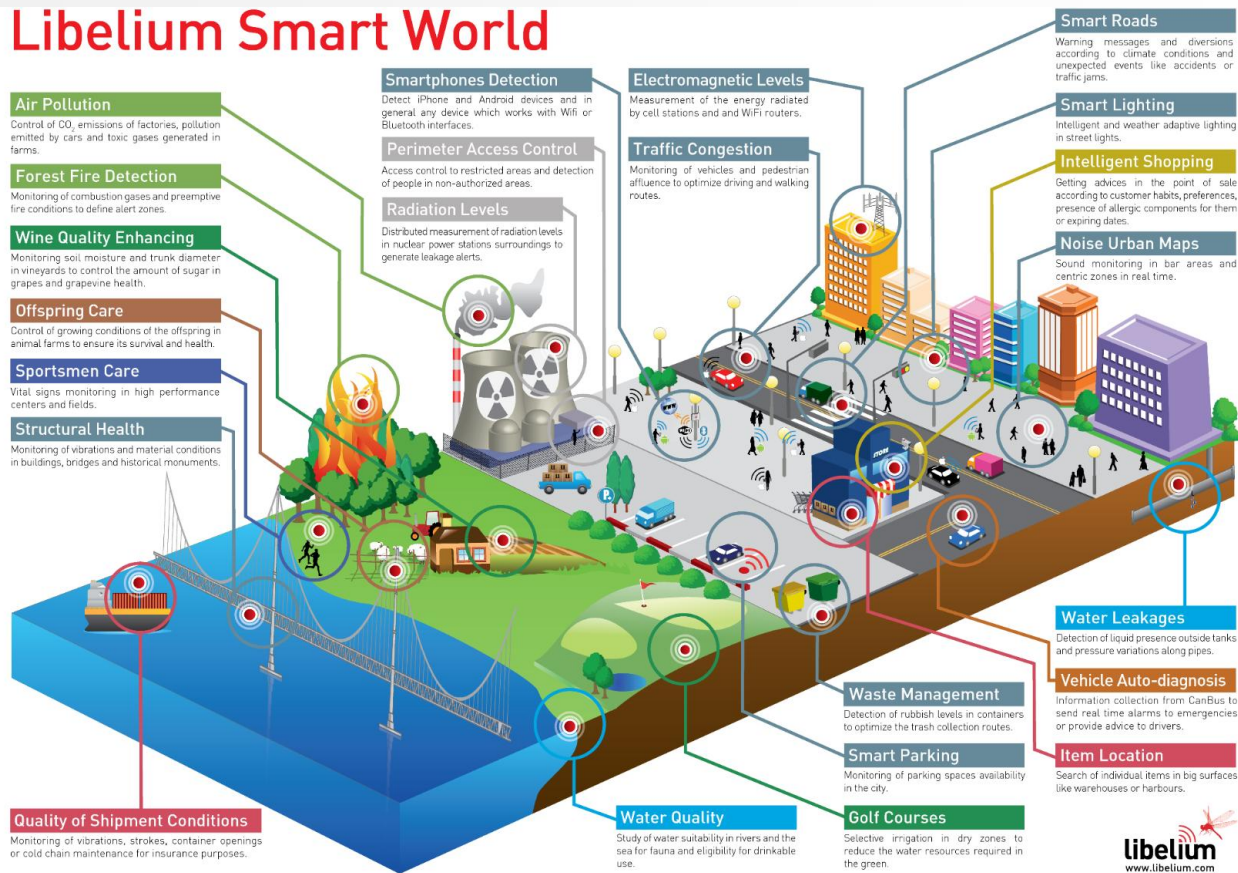 Libelium Smart World
Air Pollution
Control of CO₂ emissions of factories, pollution
emitted by cars and toxic gases generated in
farms.
Forest Fire Detection
Monitoring of combustion gases and preemptive
fire conditions to define alert zones.
Wine Quality Enhancing
Monitoring soil moisture and trunk diameter
in vineyards to control the amount of sugar in
grapes and grapevine health.
Offspring Care
Control of growing conditions of the offspring in
animal farms to ensure its survival and health.
Sportsmen Care
Vital signs monitoring in high performance
centers and fields.
Structural Health
Monitoring of vibrations and material conditions
in buildings, bridges and historical monuments.
Quality of Shipment Conditions
Monitoring of vibrations, strokes, container openings
or cold chain maintenance for insurance purposes.
Smartphones Detection
Detect iPhone and Android devices and in
general any device which works with Wifi or
Bluetooth interfaces.
Perimeter Access Control
Access control to restricted areas and detection
of people in non-authorized areas.
Radiation Levels
Distributed measurement of radiation levels
in nuclear power stations surroundings to
generate leakage alerts.
Electromagnetic Levels
Measurement of the energy radiated
by cell stations and and WiFi routers.
Traffic Congestion
Monitoring of vehicles and pedestrian
affluence to optimize driving and walking
routes.
Smart Roads
Warning messages and diversions
according to climate conditions and
unexpected events like accidents or
traffic jams.
Smart Lighting
Intelligent and weather adaptive lighting
in street lights.
Intelligent Shopping
Getting advices in the point of sale
according to customer habits, preferences,
presence of allergic components for them
or expiring dates.
Noise Urban Maps
Sound monitoring in bar areas and
centric zones in real time.
STORE
P
Water Leakages
Detection of liquid presence outside tanks
and pressure variations along pipes.
Vehicle Auto-diagnosis
Information collection from CanBus to
send real time alarms to emergencies
or provide advice to drivers.
Item Location
Search of individual items in big surfaces
like warehouses or harbours.
Waste Management
Detection of rubbish levels in containers
to optimize the trash collection routes.
Smart Parking
Monitoring of parking spaces availability
in the city.
Golf Courses
Selective irrigation in dry zones to
reduce the water resources required in
the green.
Water Quality
Study of water suitability in rivers and the
sea for fauna and eligibility for drinkable
use.
libelium
www.libelium.com